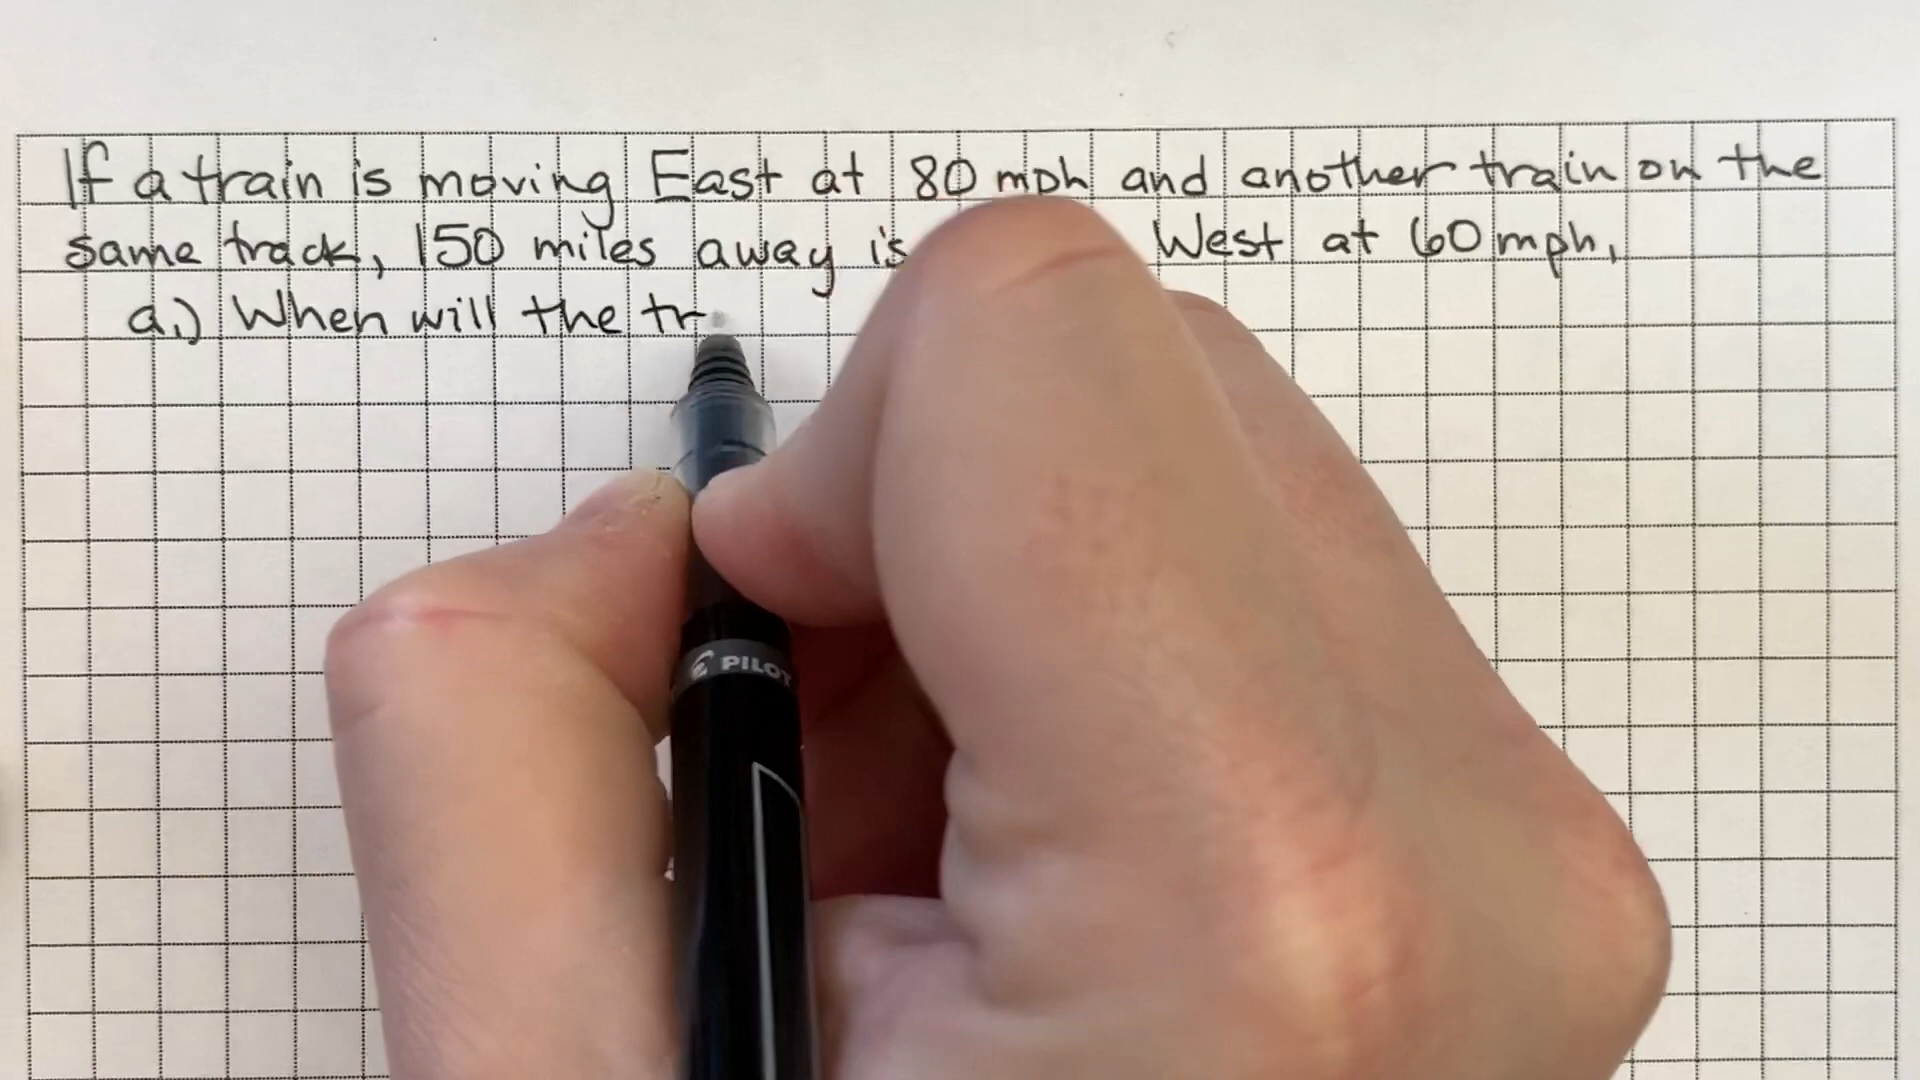 If a train is moving East at 80 mph and another train on the
same track, 150 miles away is West at 60 mph,
a.) When will the tr
PILOT